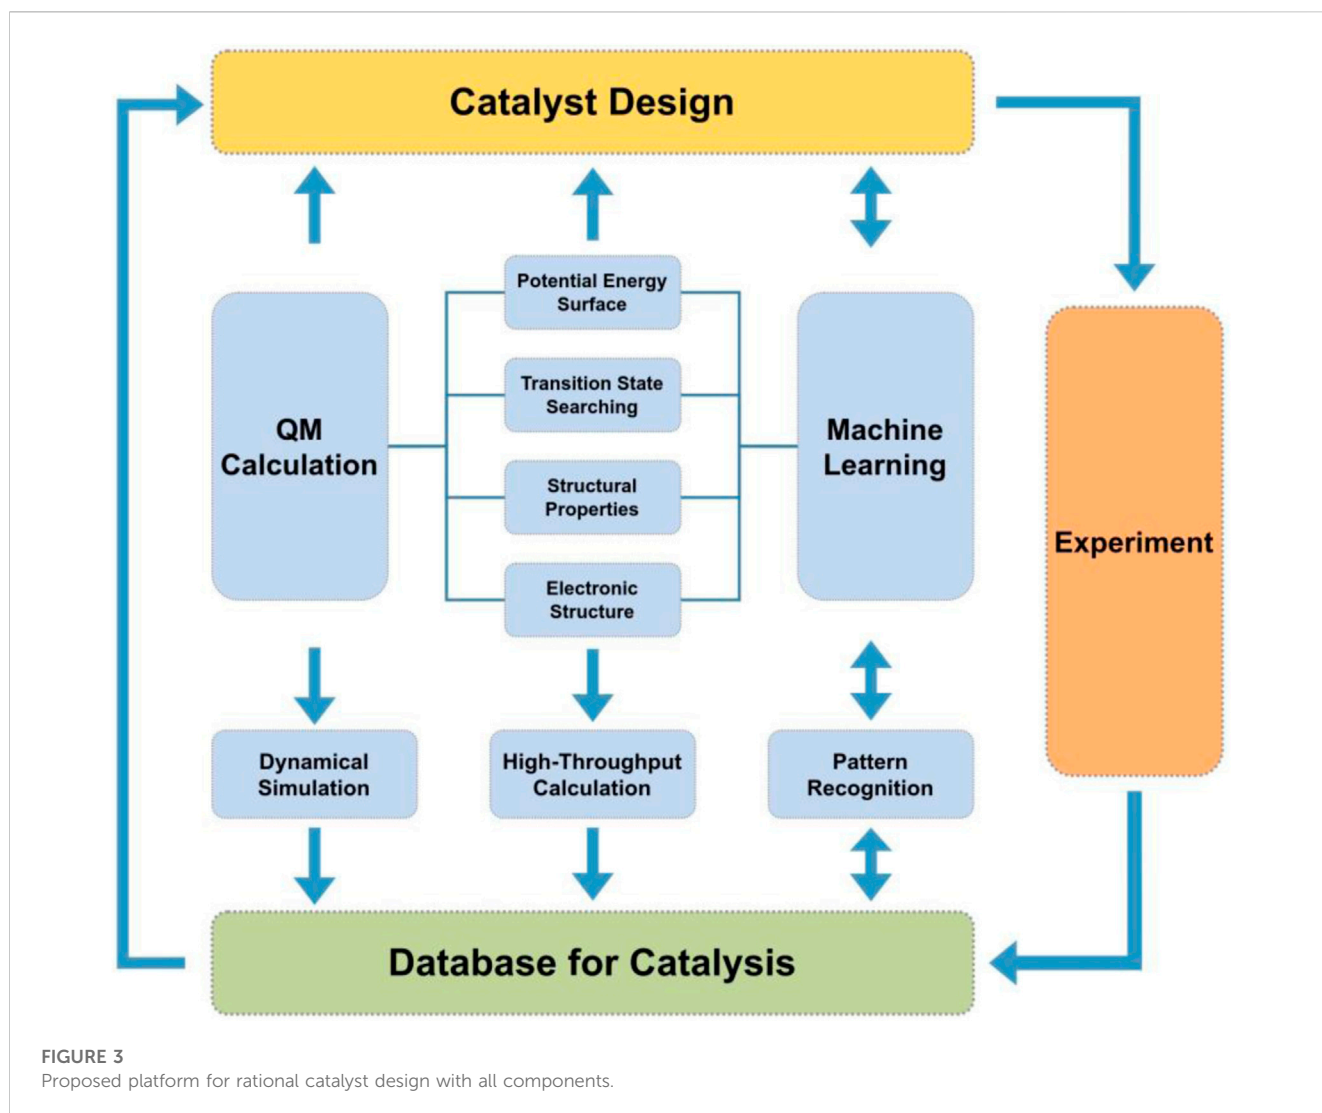 Catalyst Design
Potential Energy
Surface
Transition State
Searching
QM
Calculation
Machine
Learning
Structural
Properties
Electronic
Structure
Experiment
Dynamical
Simulation
High-Throughput
Calculation
Pattern
Recognition
Database for Catalysis
FIGURE 3
Proposed platform for rational catalyst design with all components.